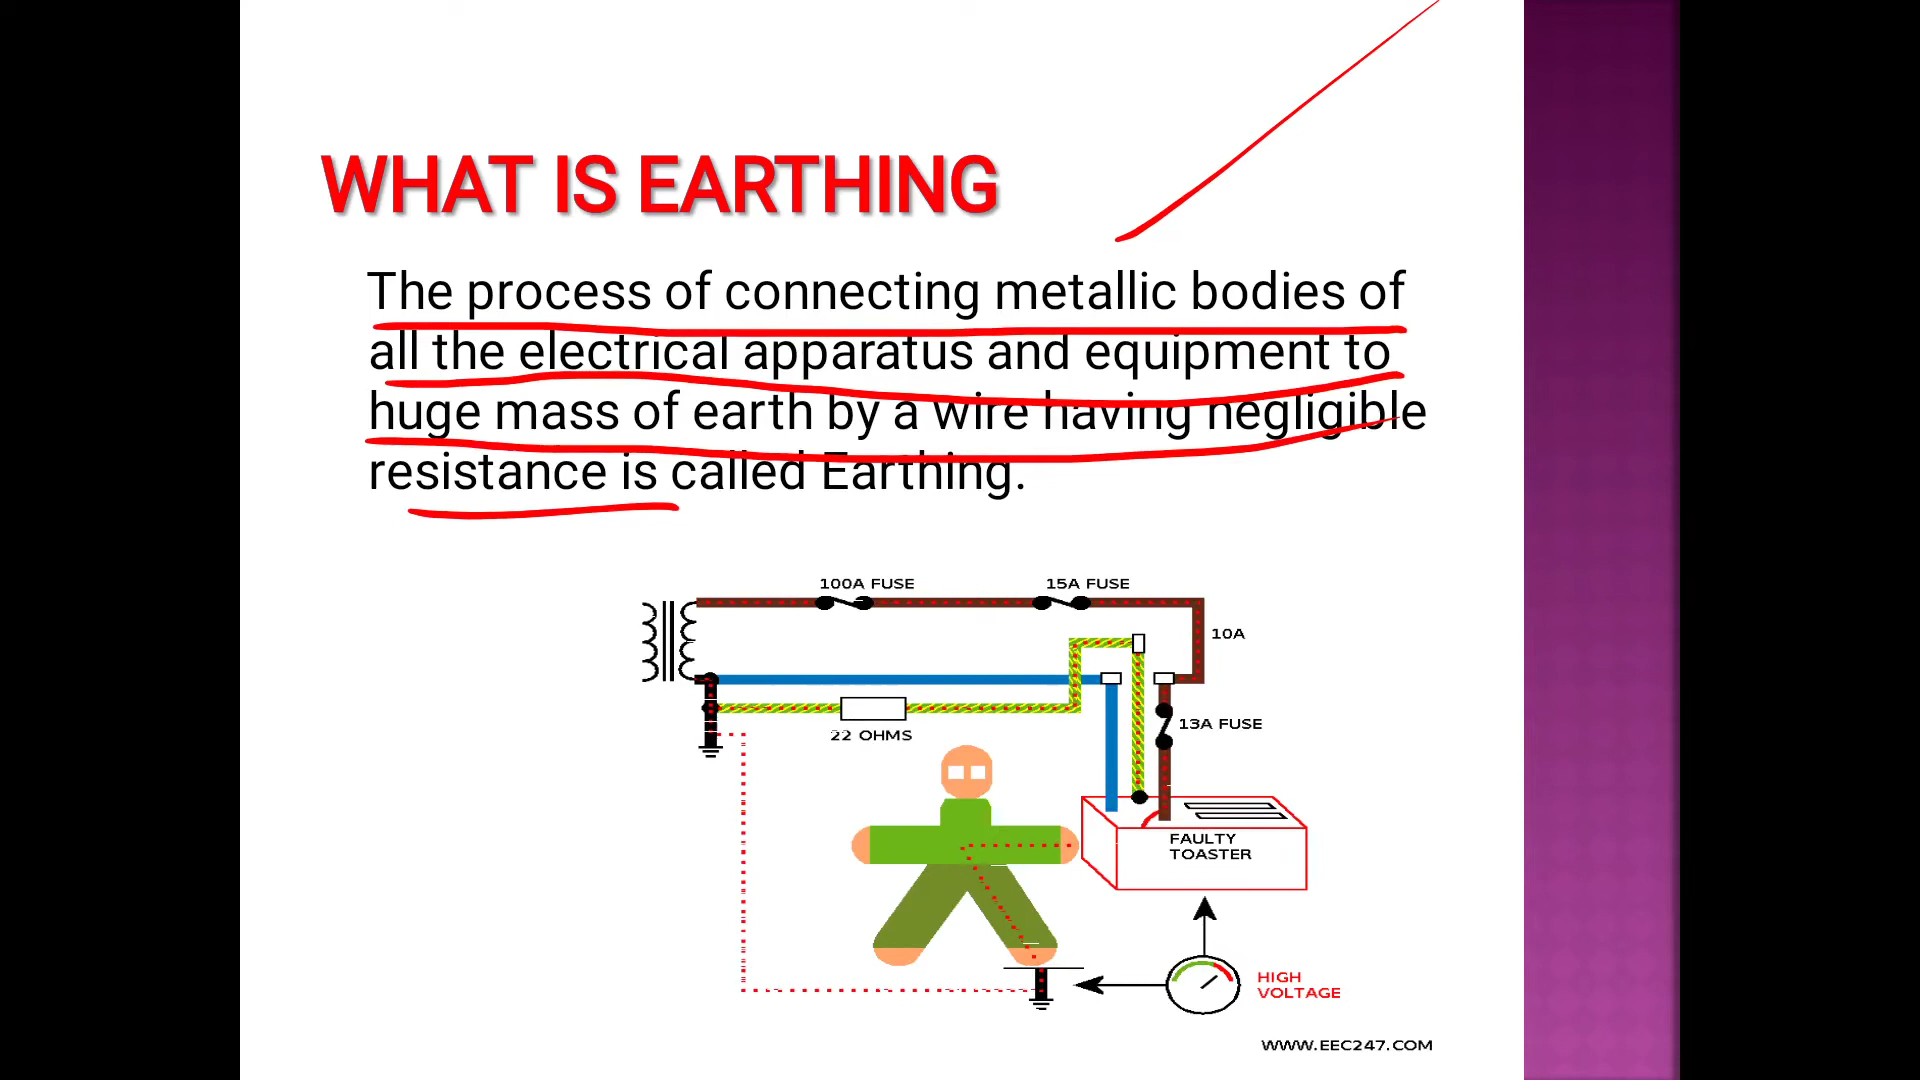 WHAT IS EARTHING
The process of connecting metallic bodies of
all the electrical apparatus and equipment to
huge mass of earth by a wire having negligible
resistance is called Earthing.
100A FUSE
15A FUSE
10A
13A FUSE
22 OHMS
FAULTY
TOASTER
HIGH
VOLTAGE
WWW.EEC247.COM